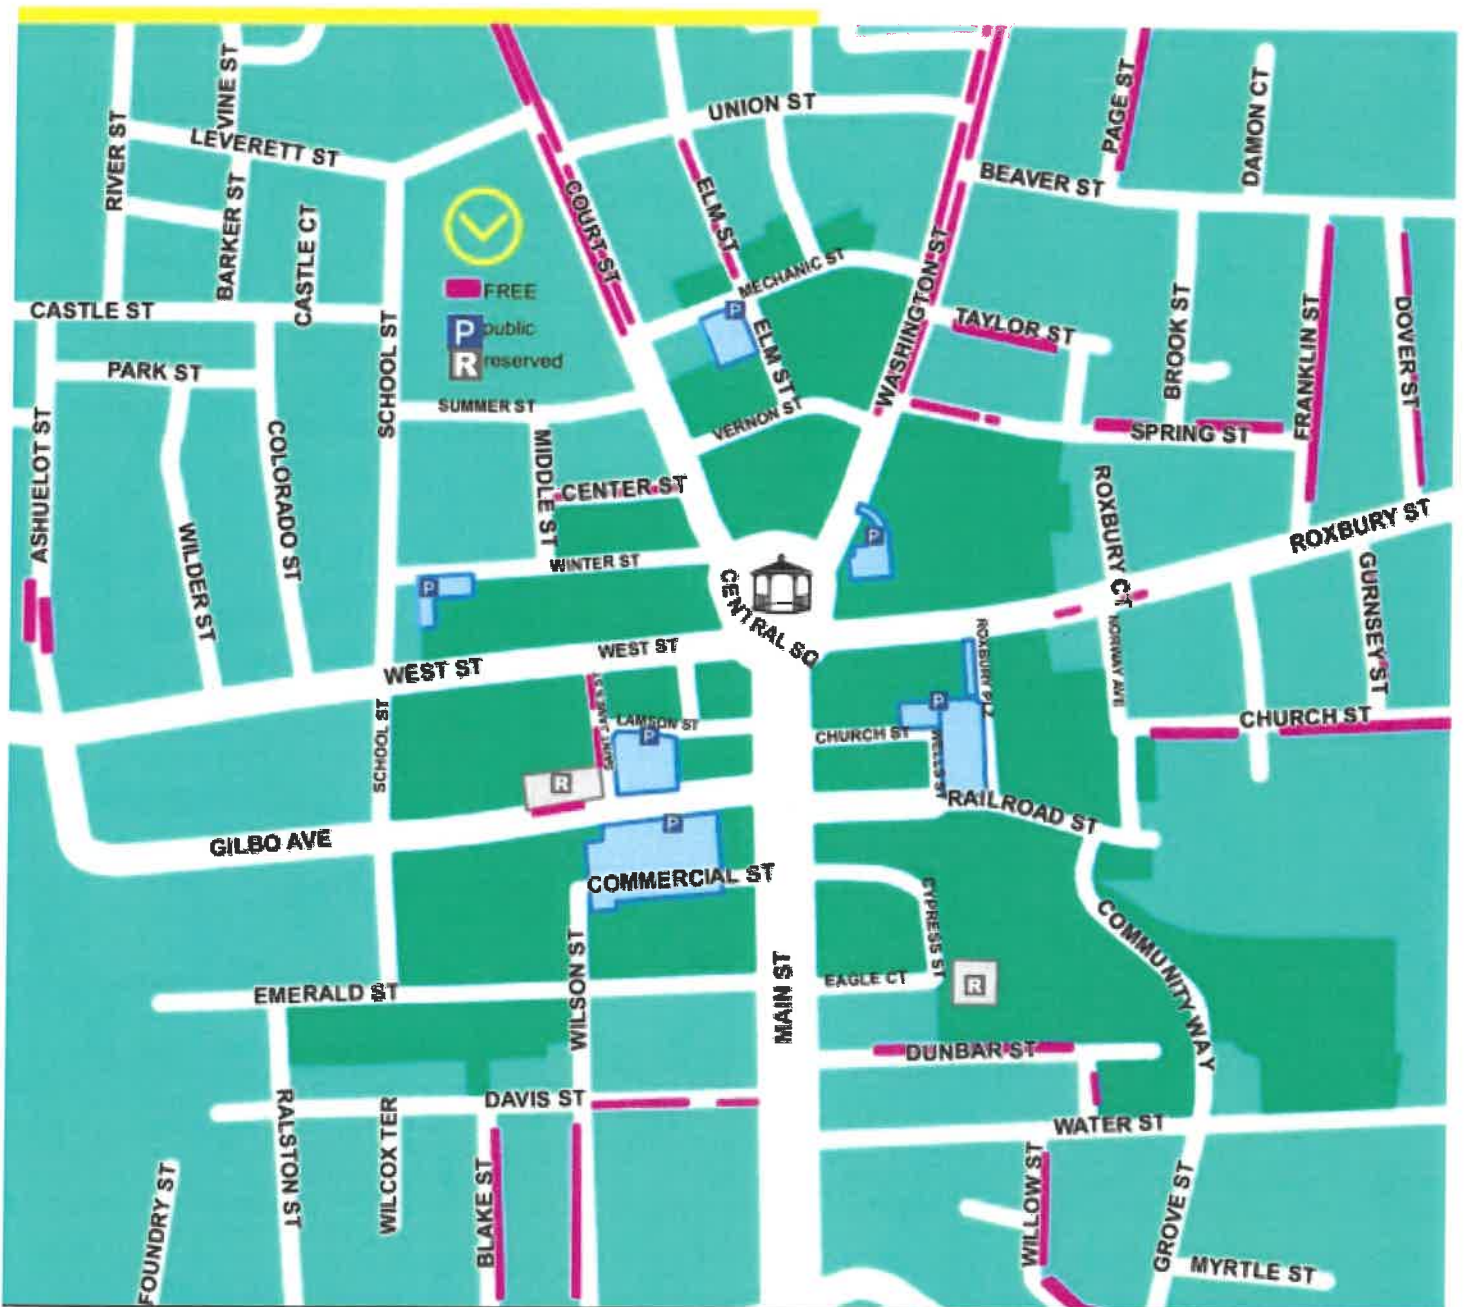 VINE ST
RIVER ST
LEVERETT ST
BARKER ST
CASTLE CT
CASTLE ST
PARK ST
SCHOOL ST
ASHUELOT ST
COLORADO ST
WILDER ST
FREE
P public
R reserved
COURT ST
ELM ST
UNION ST
MECHANIC ST
P
ELM ST
VERNON ST
WASHINGTON ST
PAGE ST
DAMON CT
BEAVER ST
TAYLOR ST
BROOK ST
FRANKLIN ST
DOVER ST
SPRING ST
SUMMER ST
MIDDLE ST
CENTER ST
WINTER ST
P
P
CENTRAL SQ
ROXBURY CT
ROXBURY ST
GURNSEY ST
NORWAY AVE
ROXBURY PLZ
WEST ST
WEST ST
SCHOOL ST
SAINT JAMES ST
LAMSON ST
P
R
P
CHURCH ST
WELLS ST
CHURCH ST
RAILROAD ST
GILBO AVE
P
COMMERCIAL ST
CYPRESS ST
COMMUNITY WAY
EMERALD ST
WILSON ST
MAIN ST
EAGLE CT
R
DUNBAR ST
WATER ST
DAVIS ST
RALSTON ST
WILCOX TER
BLAKE ST
FOUNDRY ST
WILLOW ST
GROVE ST
MYRTLE ST